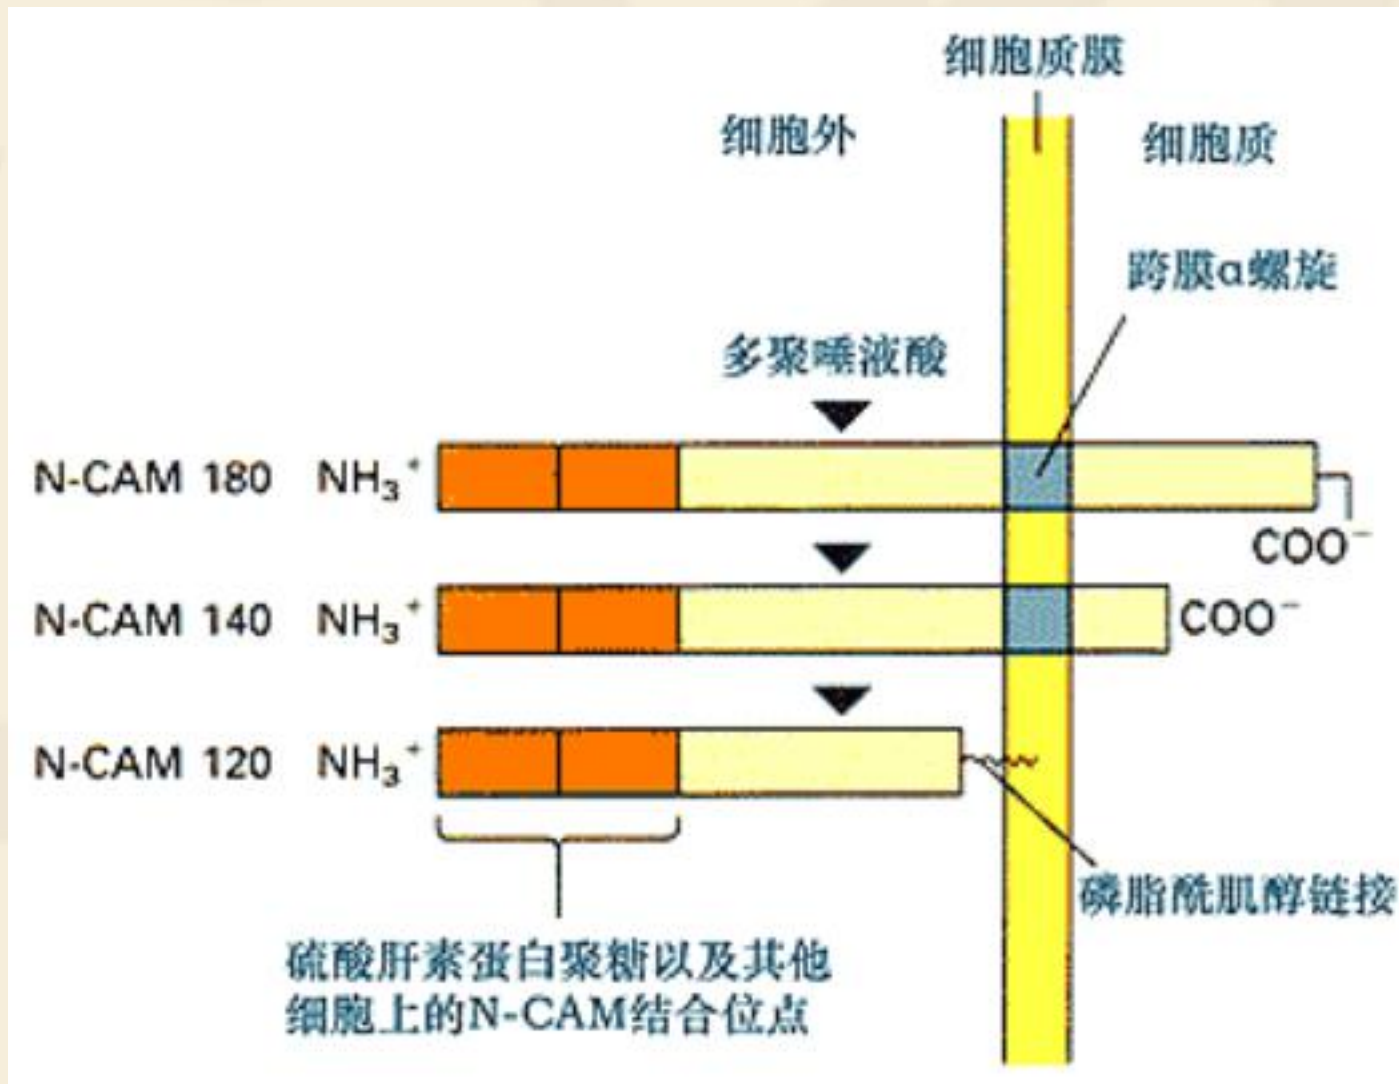 细胞质膜
细胞外
细胞质
跨膜α螺旋
多聚唾液酸
N-CAM 180 NH₃⁺
COO⁻
N-CAM 140 NH₃⁺ COO⁻
N-CAM 120 NH₃⁺
磷脂酰肌醇链接
硫酸肝素蛋白聚糖以及其他
细胞上的N-CAM结合位点